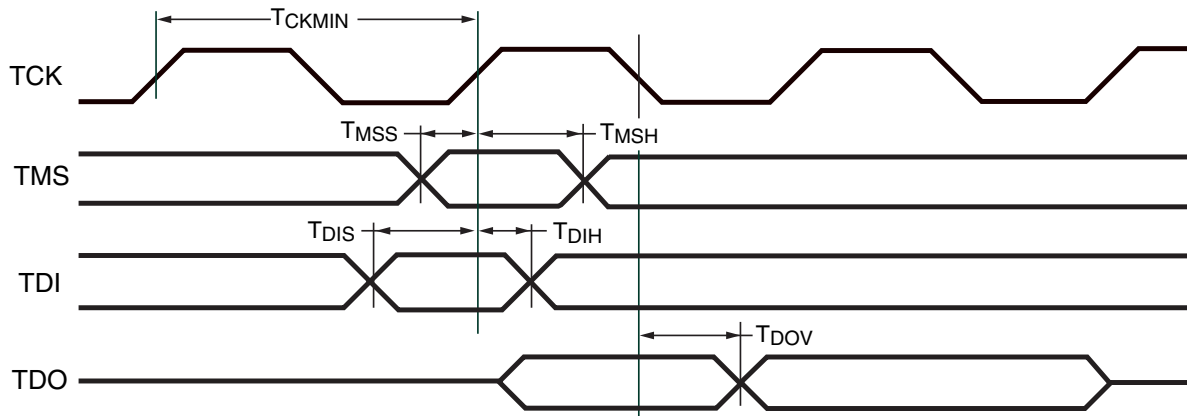 TCKMIN
TCK
TMSS TMSH
TMS
TDIS TDIH
TDI
TDOV
TDO